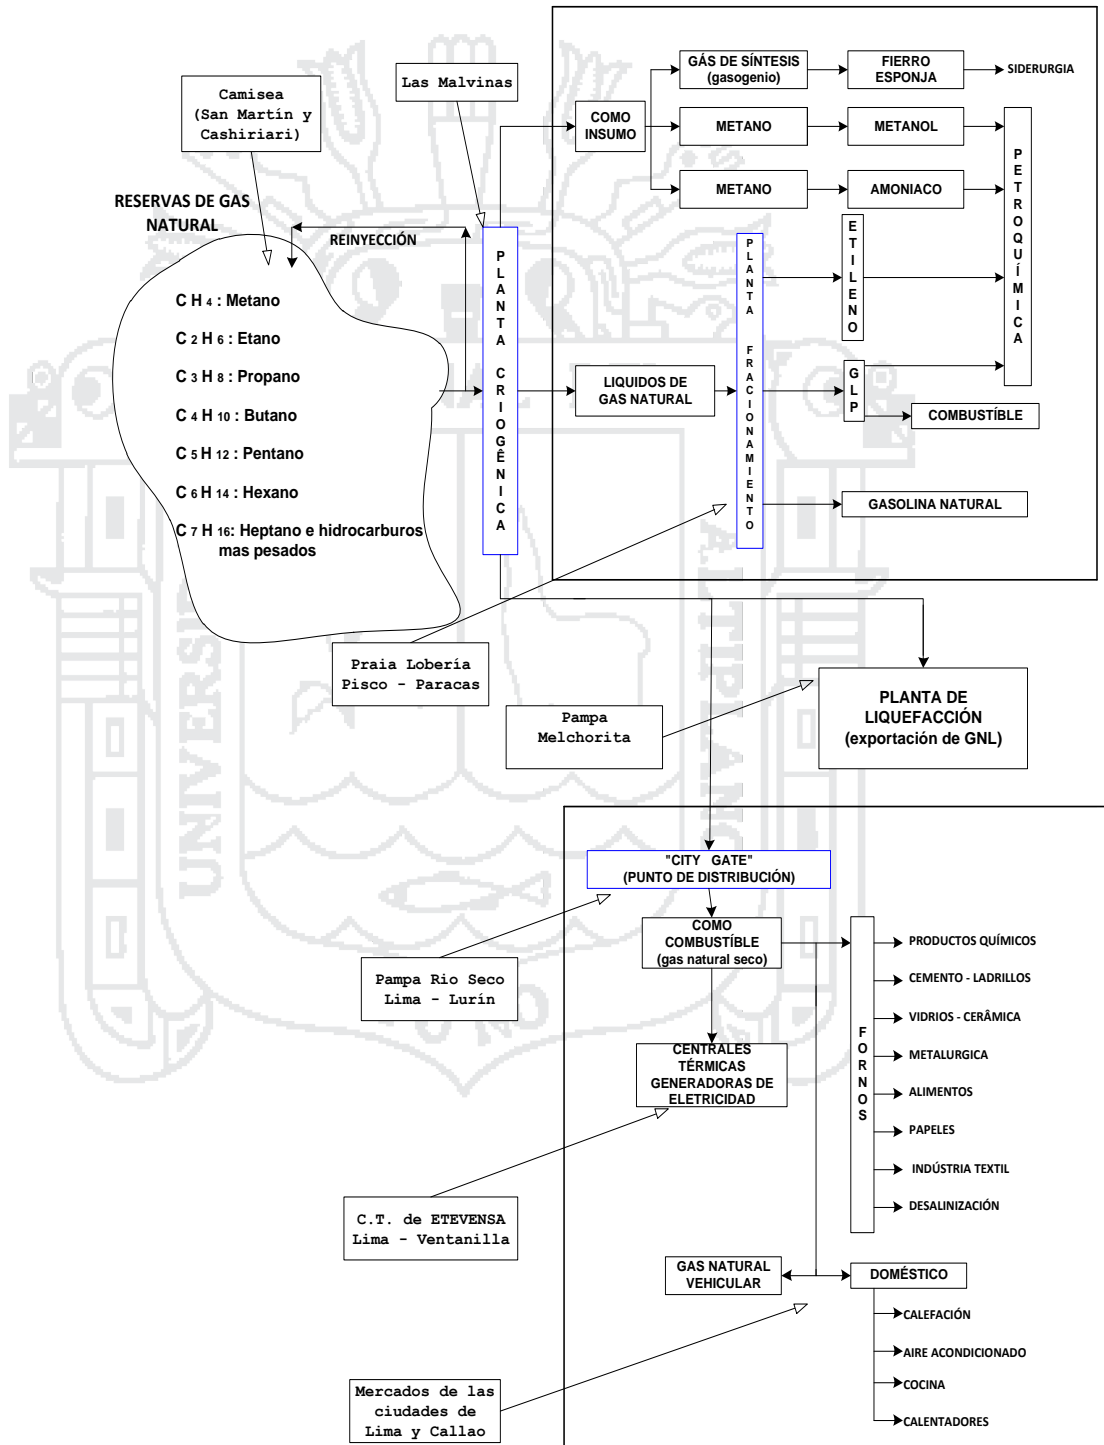 Camisea
(San Martín y
Cashiriari)
Las Malvinas
COMO
INSUMO
GÁS DE SÍNTESIS
(gasogenio)
FIERRO
ESPONJA
SIDERURGIA
METANO
METANOL
METANO
AMONIACO
PETROQUÍMICA
RESERVAS DE GAS
NATURAL
REINYECCIÓN
C H 4 : Metano
C 2 H 6 : Etano
C 3 H 8 : Propano
C 4 H 10 : Butano
C 5 H 12 : Pentano
C 6 H 14 : Hexano
C 7 H 16: Heptano e hidrocarburos
mas pesados
PLANTA CRIOGÊNICA
LIQUIDOS DE
GAS NATURAL
PLANTA FRACIONAMIENTO
ETILENO
GLP
COMBUSTÍBLE
GASOLINA NATURAL
Praia Lobería
Pisco - Paracas
Pampa
Melchorita
PLANTA DE
LIQUEFACCIÓN
(exportación de GNL)
"CITY GATE"
(PUNTO DE DISTRIBUCIÓN)
COMO
COMBUSTÍBLE
(gas natural seco)
Pampa Rio Seco
Lima - Lurín
CENTRALES
TÉRMICAS
GENERADORAS DE
ELETRICIDAD
FORNOS
PRODUCTOS QUÍMICOS
CEMENTO - LADRILLOS
VIDRIOS - CERÂMICA
METALURGICA
ALIMENTOS
PAPELES
INDÚSTRIA TEXTIL
DESALINIZACIÓN
C.T. de ETEVENSA
Lima - Ventanilla
GAS NATURAL
VEHICULAR
DOMÉSTICO
CALEFACIÓN
AIRE ACONDICIONADO
COCINA
CALENTADORES
Mercados de las
ciudades de
Lima y Callao